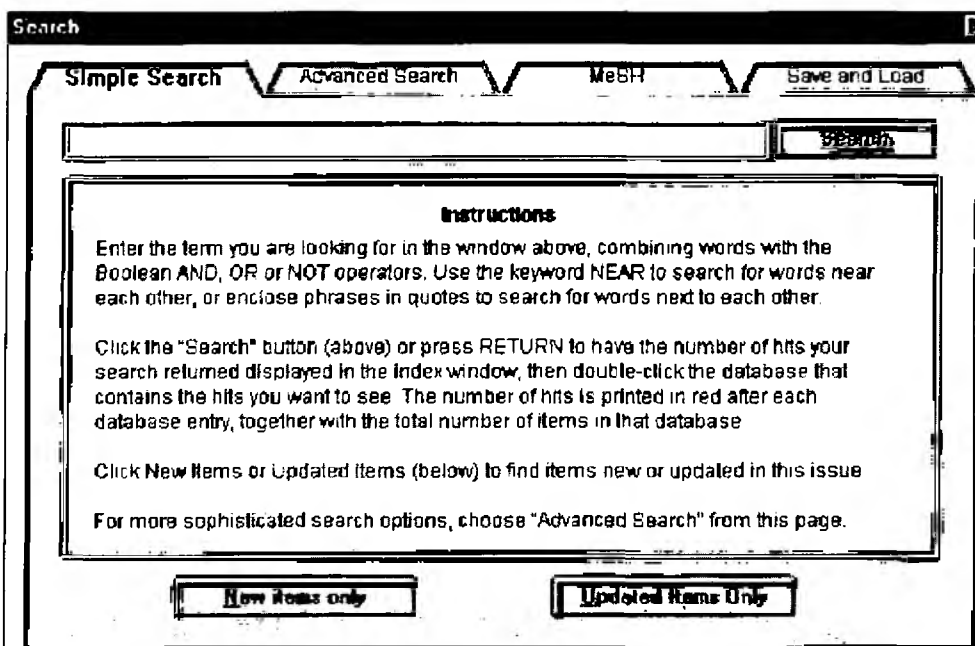 Search
Simple Search Advanced Search MeSH Save and Load
Search
Instructions
Enter the term you are looking for in the window above, combining words with the
Boolean AND, OR or NOT operators. Use the keyword NEAR to search for words near
each other, or enclose phrases in quotes to search for words next to each other.
Click the "Search" button (above) or press RETURN to have the number of hits your
search returned displayed in the Index window, then double-click the database that
contains the hits you want to see. The number of hits is printed in red after each
database entry, together with the total number of items in that database
Click New Items or Updated Items (below) to find items new or updated in this issue
For more sophisticated search options, choose "Advanced Search" from this page.
New items only Updated Items Only